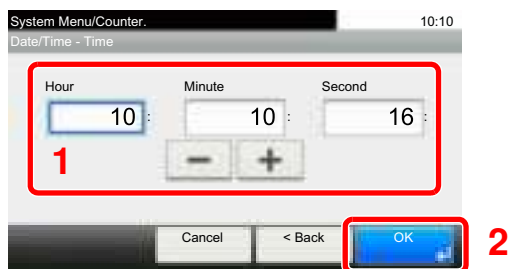 System Menu/Counter. 10:10
Date/Time - Time
Hour Minute Second
10 : 10 : 16 :
1 − +
Cancel < Back OK 2